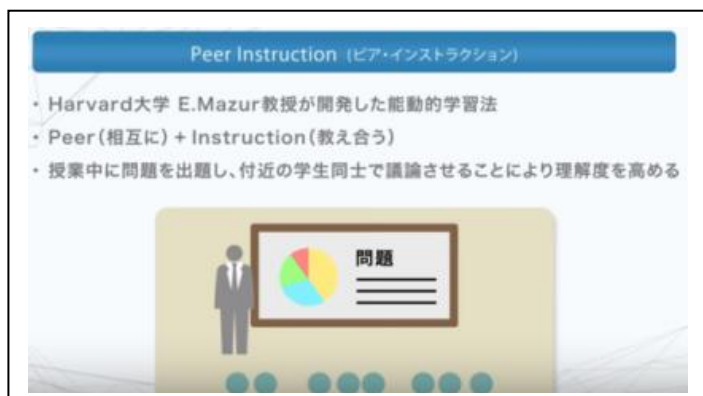 Peer Instruction (ピア・インストラクション)
・ Harvard大学 E.Mazur教授が開発した能動的学習法
・ Peer(相互に) + Instruction(教え合う)
・ 授業中に問題を出題し、付近の学生同士で議論させることにより理解度を高める
問題